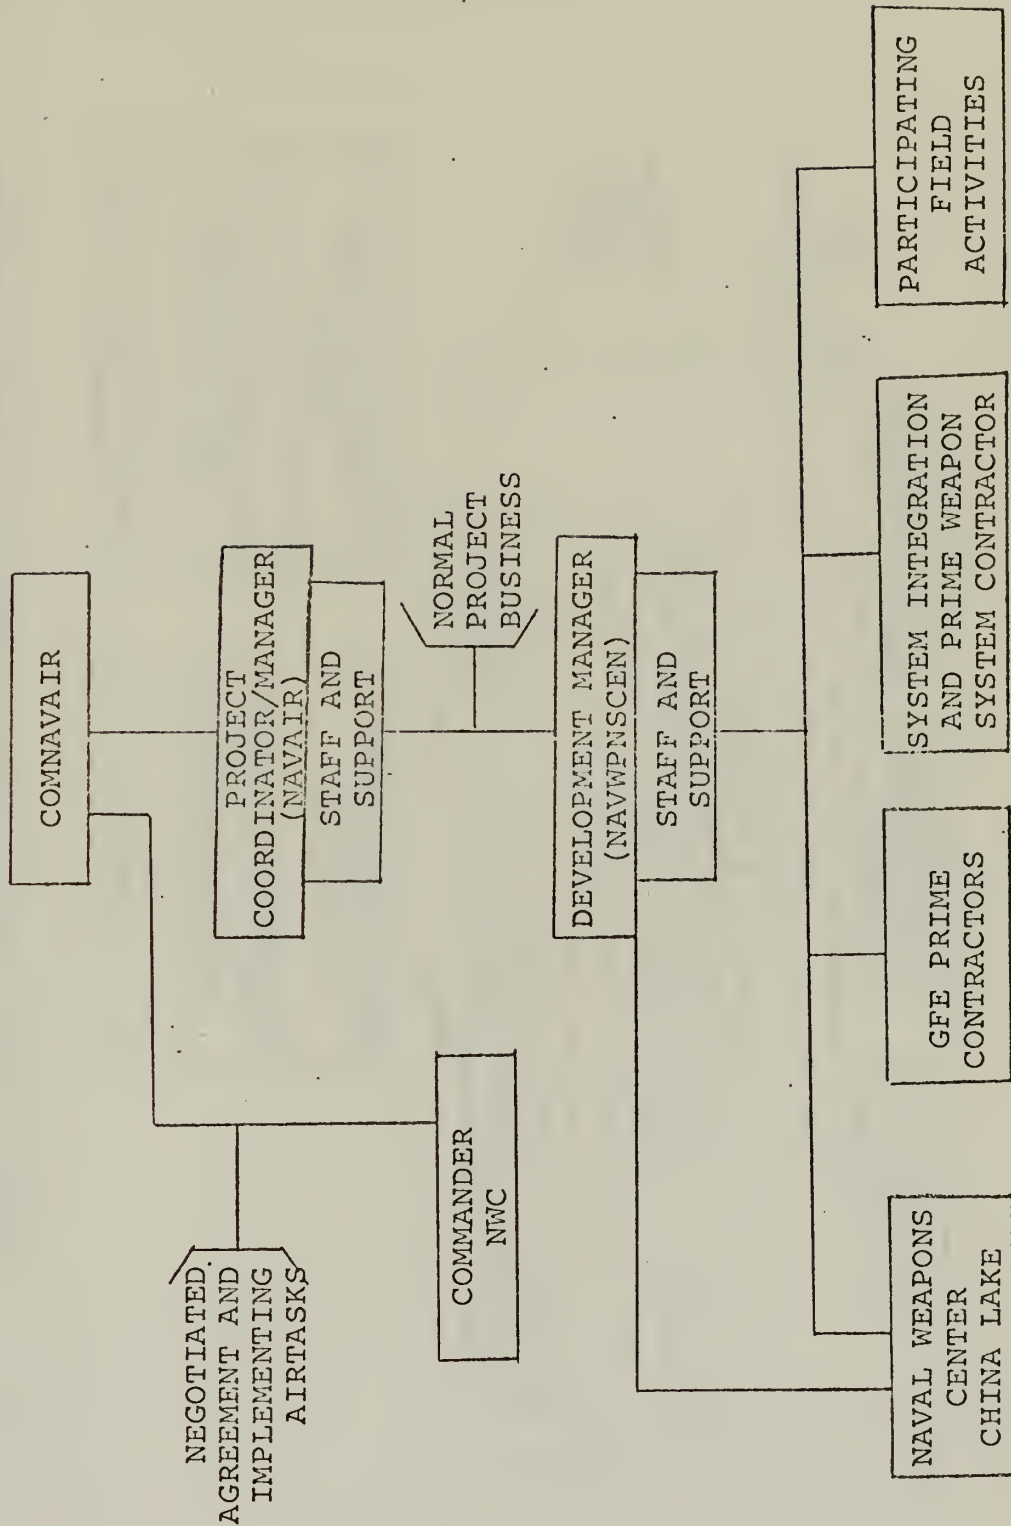 COMNAVAIR
NEGOTIATED
AGREEMENT AND
IMPLEMENTING
AIRTASKS
PROJECT
COORDINATOR/MANAGER
(NAVAIR)
STAFF AND
SUPPORT
COMMANDER
NWC
NORMAL
PROJECT
BUSINESS
DEVELOPMENT MANAGER
(NAVWPNSCEN)
STAFF AND
SUPPORT
NAVAL WEAPONS
CENTER
CHINA LAKE
GFE PRIME
CONTRACTORS
SYSTEM INTEGRATION
AND PRIME WEAPON
SYSTEM CONTRACTOR
PARTICIPATING
FIELD
ACTIVITIES